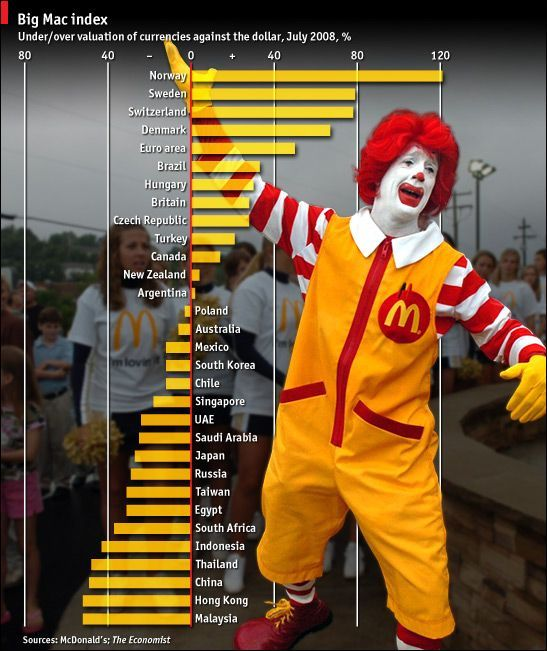 Big Mac index
Under/over valuation of currencies against the dollar, July 2008, %
80 40 – 0 + 40 80 120
Norway
Sweden
Switzerland
Denmark
Euro area
Brazil
Hungary
Britain
Czech Republic
Turkey
Canada
New Zealand
Argentina
Poland
Australia
Mexico
South Korea
Chile
Singapore
UAE
Saudi Arabia
Japan
Russia
Taiwan
Egypt
South Africa
Indonesia
Thailand
China
Hong Kong
Malaysia
i'm lovin' it
Sources: McDonald's; The Economist